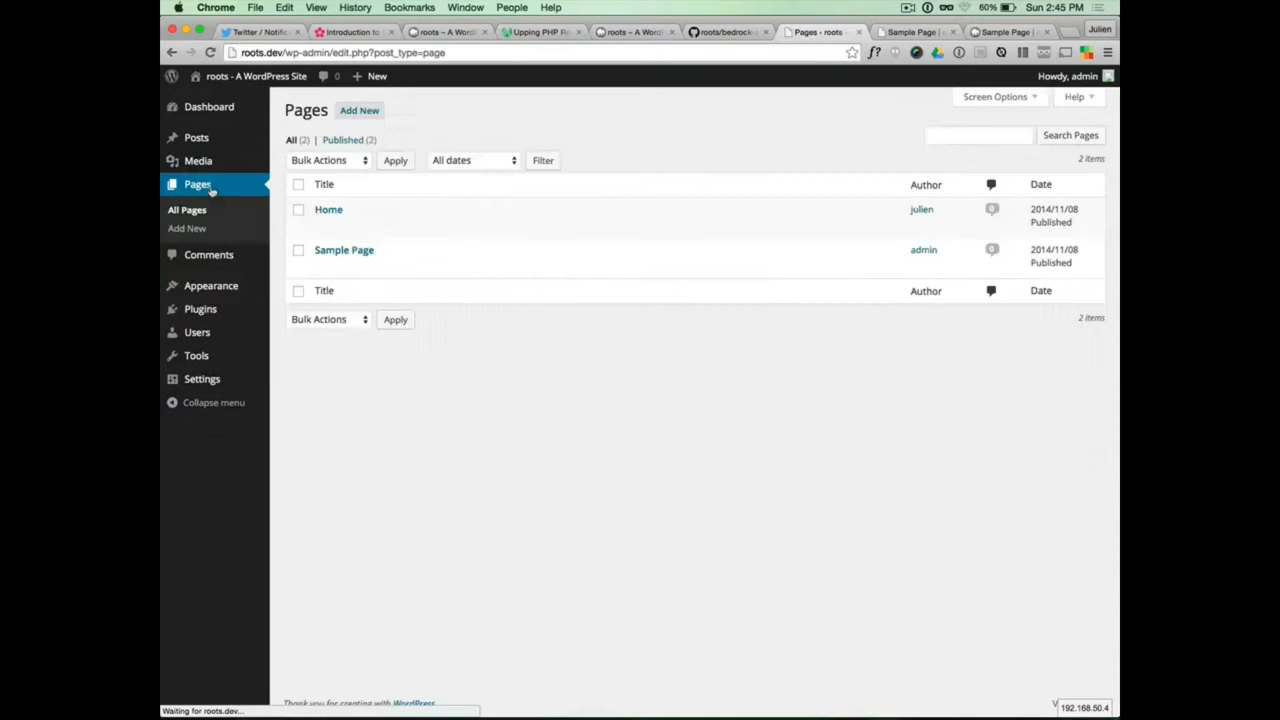 Chrome File Edit View History Bookmarks Window People Help 60% Sun 2:45 PM
Twitter / Notific Introduction to roots – A Word Upping PHP Re roots – A Word roots/bedrock Pages ‹ roots Sample Page | Sample Page | Julien
roots.dev/wp-admin/edit.php?post_type=page
roots - A WordPress Site 0 + New Howdy, admin
Screen Options Help
Dashboard
Posts
Media
Pages
All Pages
Add New
Comments
Appearance
Plugins
Users
Tools
Settings
Collapse menu
Pages Add New
All (2) | Published (2) Search Pages
Bulk Actions Apply All dates Filter 2 items
Title Author Date
Home julien 0 2014/11/08
Published
Sample Page admin 0 2014/11/08
Published
Title Author Date
Bulk Actions Apply 2 items
Thank you for creating with WordPress.
Waiting for roots.dev... 192.168.50.4